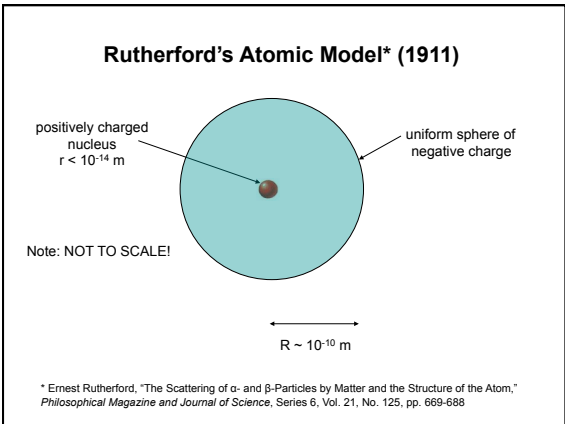 Rutherford’s Atomic Model* (1911)
positively charged
nucleus
r < 10⁻¹⁴ m
uniform sphere of
negative charge
Note: NOT TO SCALE!
R ~ 10⁻¹⁰ m
* Ernest Rutherford, “The Scattering of α- and β-Particles by Matter and the Structure of the Atom,”
Philosophical Magazine and Journal of Science, Series 6, Vol. 21, No. 125, pp. 669-688